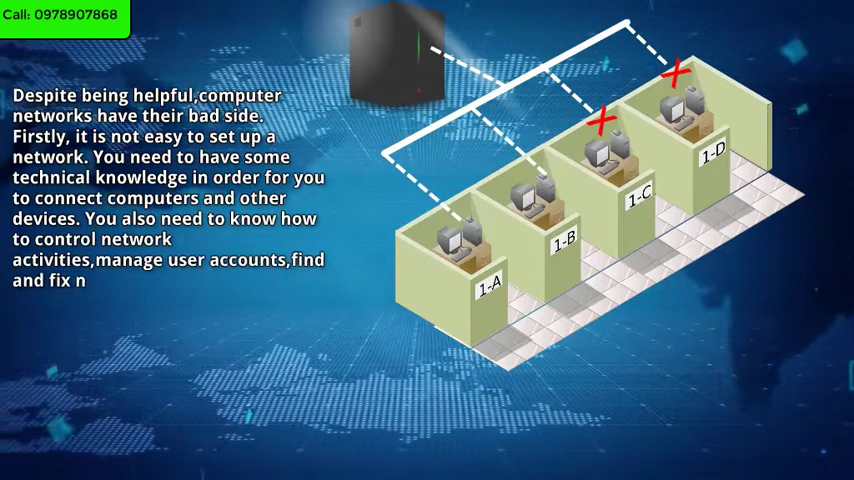 Call: 0978907868
Despite being helpful,computer
networks have their bad side.
Firstly, it is not easy to set up a
network. You need to have some
technical knowledge in order for you
to connect computers and other
devices. You also need to know how
to control network
activities,manage user accounts,find
and fix n
1-A
1-B
1-C
1-D